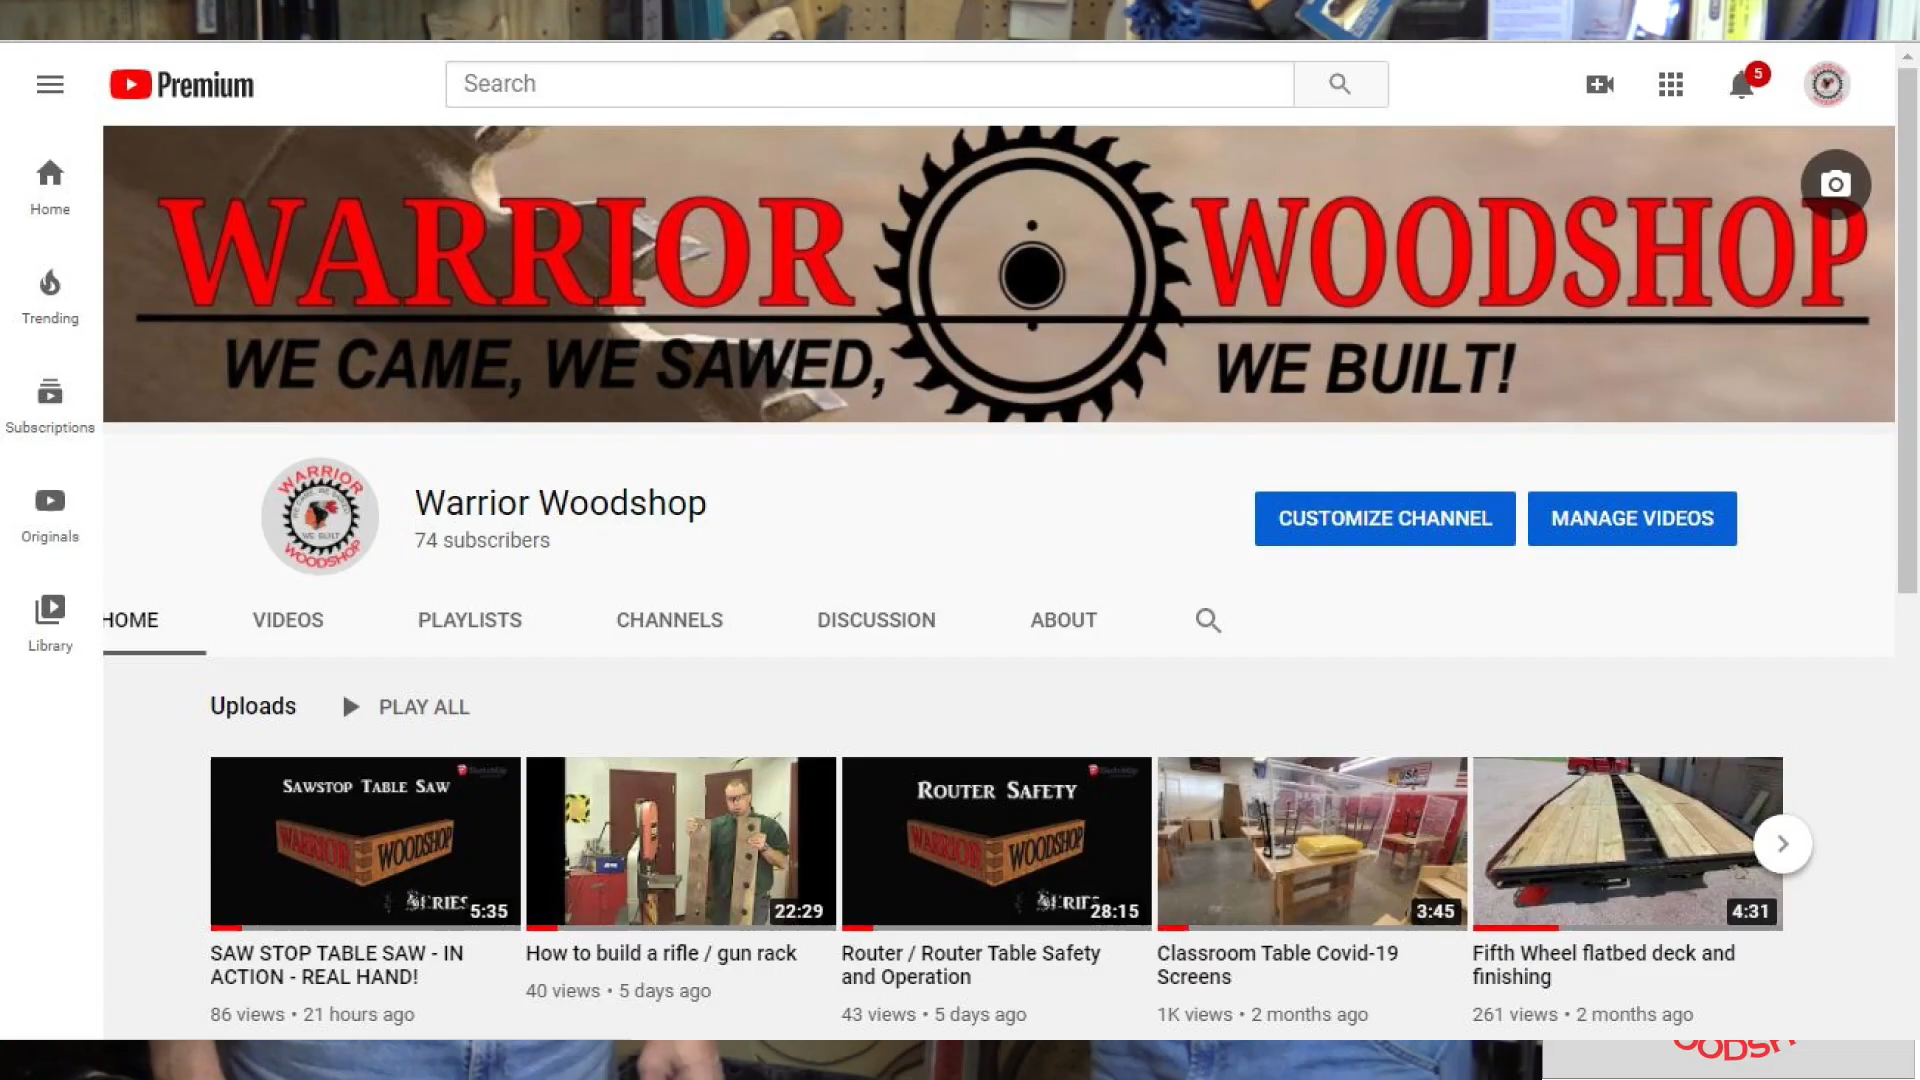 Premium
Search
5
Home
WARRIOR WOODSHOP
WE CAME, WE SAWED, WE BUILT!
Trending
Subscriptions
WARRIOR
WE BUILT
WOODSHOP
Warrior Woodshop
74 subscribers
CUSTOMIZE CHANNEL
MANAGE VIDEOS
Originals
Library
HOME VIDEOS PLAYLISTS CHANNELS DISCUSSION ABOUT
Uploads PLAY ALL
SAWSTOP TABLE SAW
WARRIOR WOODSHOP
5:35
22:29
ROUTER SAFETY
WARRIOR WOODSHOP
28:15
USA
3:45
4:31
SAW STOP TABLE SAW - IN
ACTION - REAL HAND!
86 views • 21 hours ago
How to build a rifle / gun rack
40 views • 5 days ago
Router / Router Table Safety
and Operation
43 views • 5 days ago
Classroom Table Covid-19
Screens
1K views • 2 months ago
Fifth Wheel flatbed deck and
finishing
261 views • 2 months ago